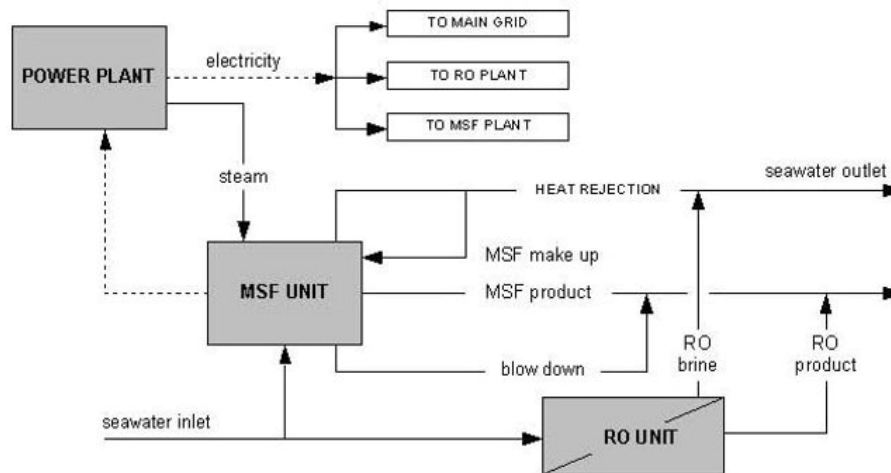 TO MAIN GRID
electricity
POWER PLANT
TO RO PLANT
TO MSF PLANT
steam
seawater outlet
HEAT REJECTION
MSF make up
MSF UNIT
MSF product
RO
brine
RO
product
blow down
seawater inlet
RO UNIT